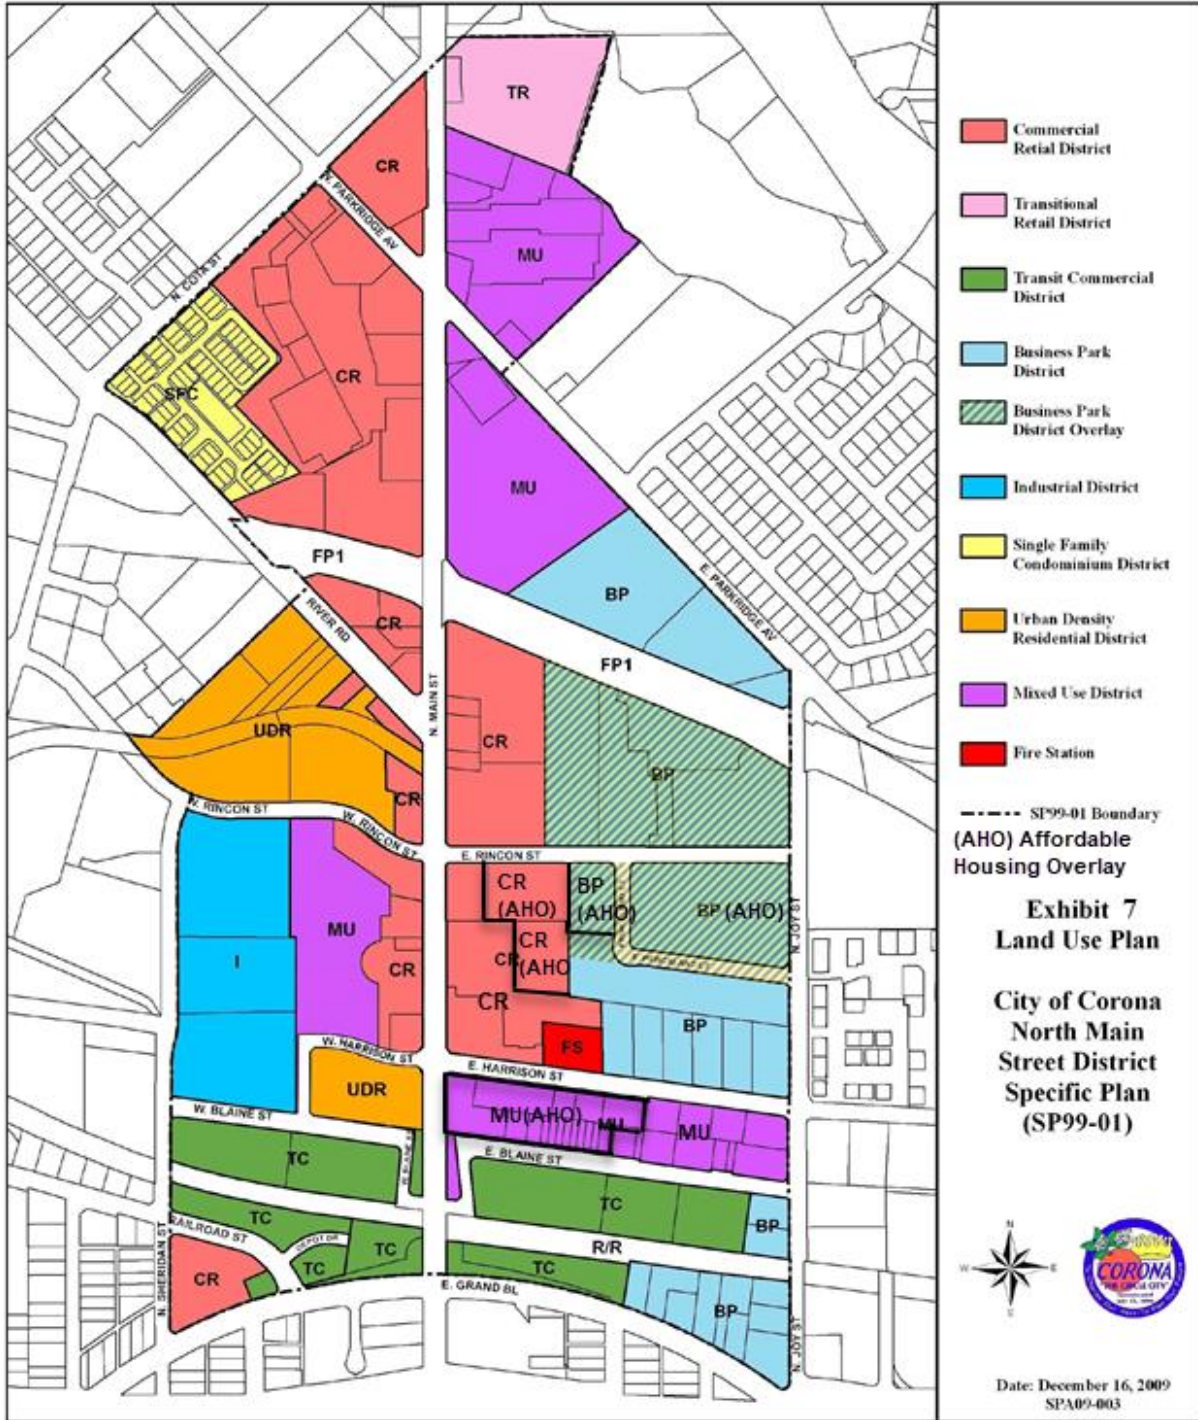 TR
CR
W. PARKRIDGE AV
MU
N. COTA ST
CR
SFC
MU
FP1
BP
E. PARKRIDGE AV
RIVER RD
CR
FP1
N. MAIN ST
UDR
CR
BP
CR
W. RINCON ST
W. RINCON ST
E. RINCON ST
CR
(AHO)
BP
(AHO)
BP (AHO)
N. JOY ST
MU
I
CR
CR
CR
(AHO
CR
BP
FS
W. HARRISON ST
E. HARRISON ST
UDR
MU(AHO)
MU
MU
W. BLAINE ST
E. BLAINE ST
TC
TC
BP
TC
RAILROAD ST
DEPOT DR
TC
TC
R/R
TC
CR
N. SHERIDAN ST
E. GRAND BL
BP
N. JOY ST
Commercial
Retial District
Transitional
Retail District
Transit Commercial
District
Business Park
District
Business Park
District Overlay
Industrial District
Single Family
Condominium District
Urban Density
Residential District
Mixed Use District
Fire Station
SP99-01 Boundary
(AHO) Affordable
Housing Overlay
Exhibit 7
Land Use Plan
City of Corona
North Main
Street District
Specific Plan
(SP99-01)
N
W
E
S
CORONA
"THE CIRCLE CITY"
Date: December 16, 2009
SPA09-003